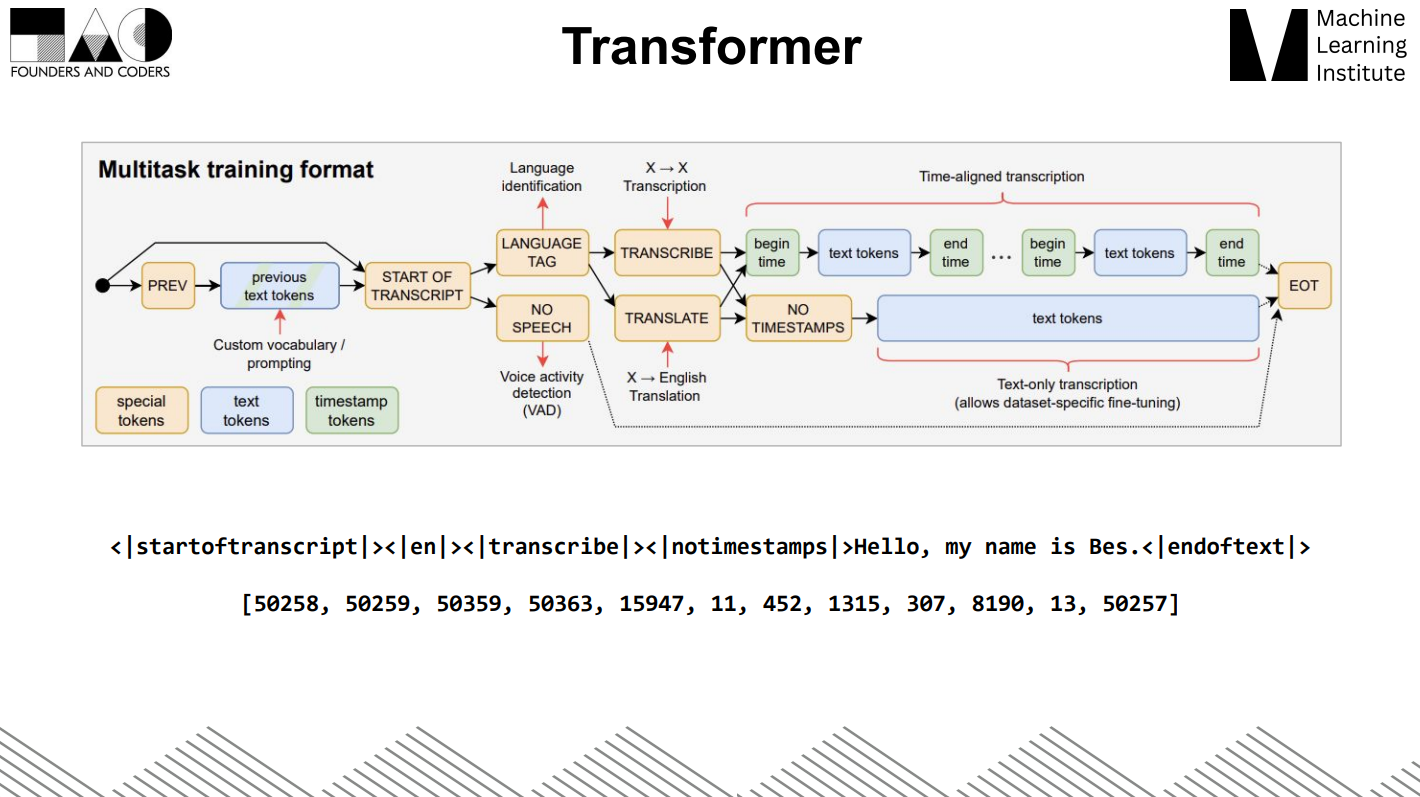 FOUNDERS AND CODERS
Transformer
Machine
Learning
Institute
Multitask training format
Language
identification
X → X
Transcription
Time-aligned transcription
PREV
previous
text tokens
START OF
TRANSCRIPT
LANGUAGE
TAG
TRANSCRIBE
begin
time
text tokens
end
time
...
begin
time
text tokens
end
time
EOT
NO
SPEECH
TRANSLATE
NO
TIMESTAMPS
text tokens
Custom vocabulary /
prompting
Voice activity
detection
(VAD)
X → English
Translation
Text-only transcription
(allows dataset-specific fine-tuning)
special
tokens
text
tokens
timestamp
tokens
<|startoftranscript|><|en|><|transcribe|><|notimestamps|>Hello, my name is Bes.<|endoftext|>
[50258, 50259, 50359, 50363, 15947, 11, 452, 1315, 307, 8190, 13, 50257]